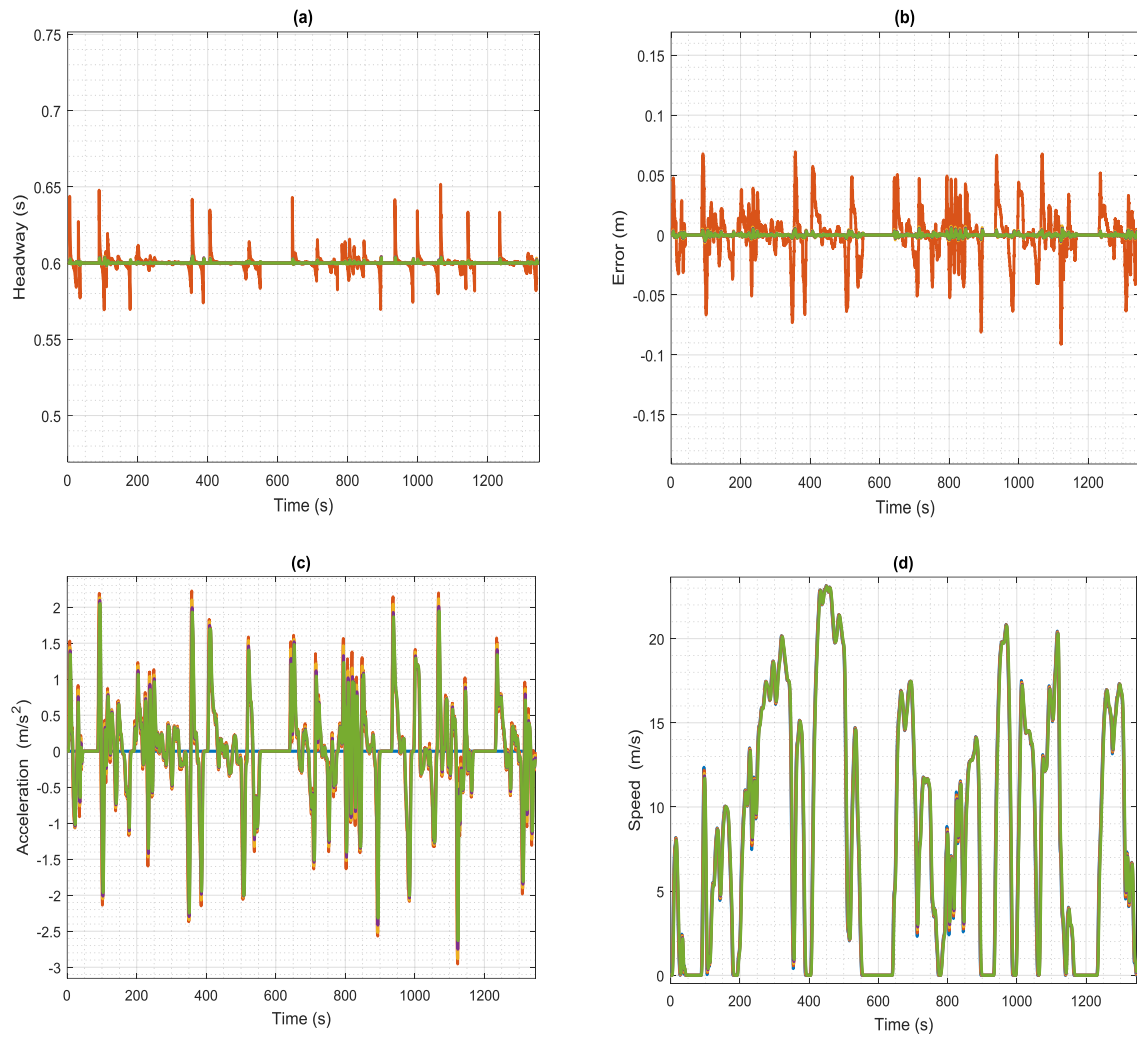 (a)
0.75
0.7
0.65
0.6
0.55
0.5
Headway (s)
0 200 400 600 800 1000 1200
Time (s)
(b)
0.15
0.1
0.05
0
-0.05
-0.1
-0.15
Error (m)
0 200 400 600 800 1000 1200
Time (s)
(c)
2
1.5
1
0.5
0
-0.5
-1
-1.5
-2
-2.5
-3
Acceleration (m/s²)
0 200 400 600 800 1000 1200
Time (s)
(d)
20
15
10
5
0
Speed (m/s)
0 200 400 600 800 1000 1200
Time (s)